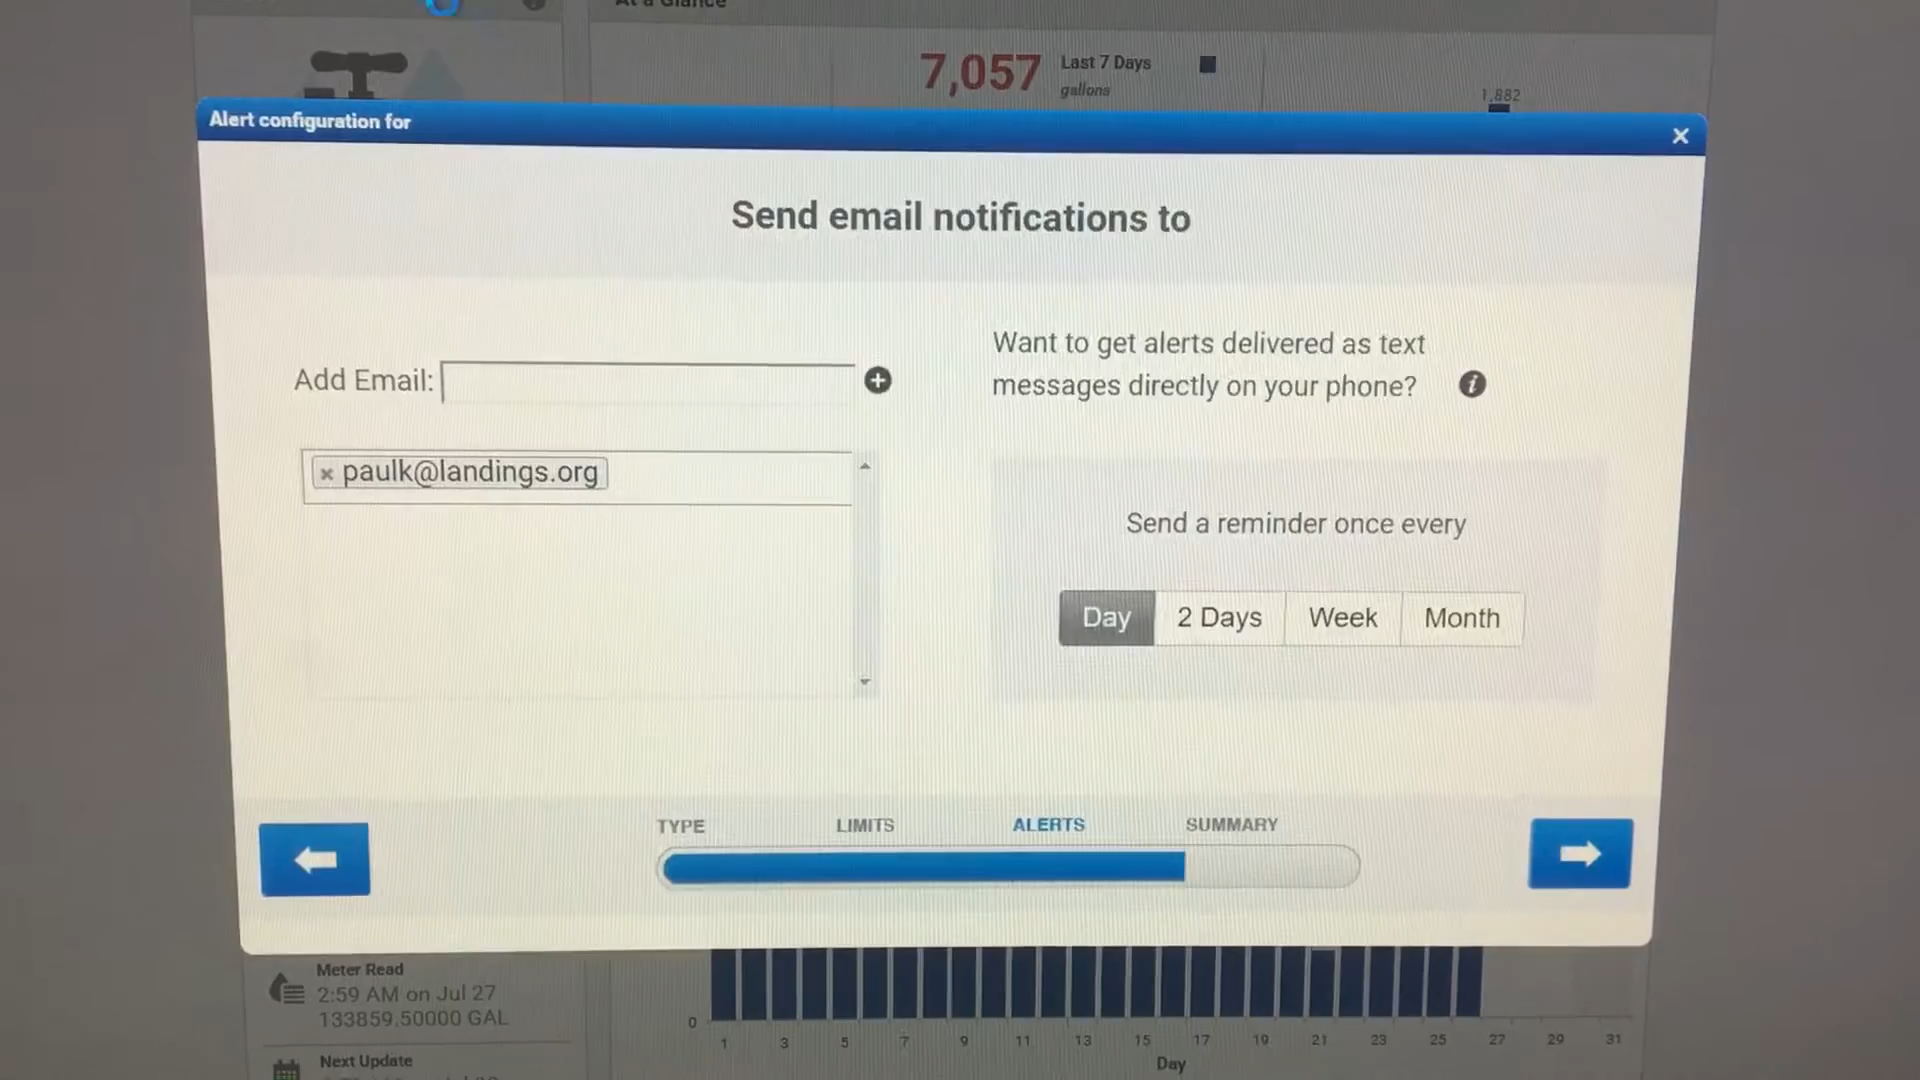 At a Glance
7,057 Last 7 Days
gallons
1,882
Alert configuration for
Send email notifications to
Want to get alerts delivered as text
messages directly on your phone?
Add Email:
paulk@landings.org
Send a reminder once every
Day 2 Days Week Month
TYPE LIMITS ALERTS SUMMARY
Meter Read
2:59 AM on Jul 27
133859.50000 GAL
Next Update
0
1 3 5 7 9 11 13 15 17 19 21 23 25 27 29 31
Day